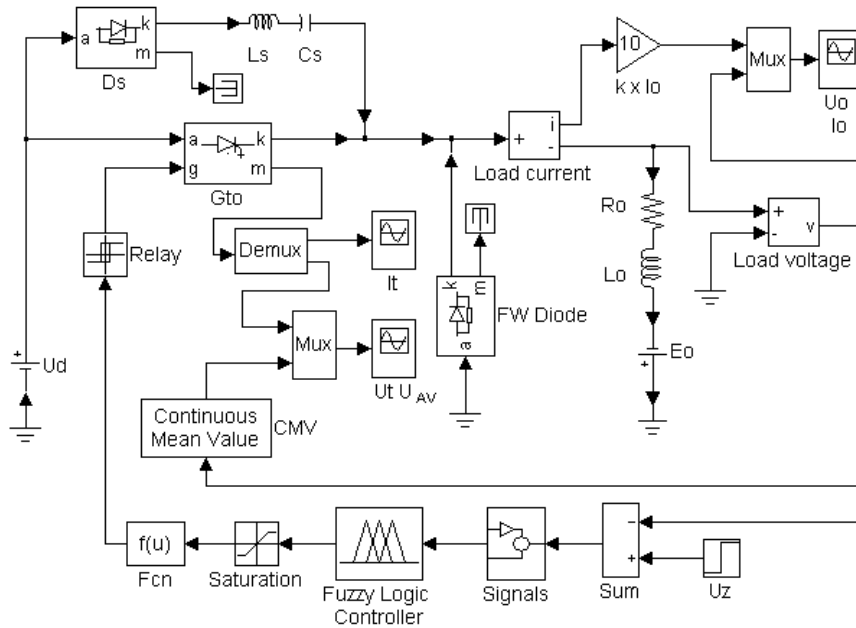 a
k
m
Ds
Ls
Cs
10
k x Io
Mux
Uo
Io
a
g
k
m
Gto
+
i
-
Load current
Ro
+
-
v
Load voltage
Relay
Demux
It
k
m
a
FW Diode
Lo
Mux
Ut U AV
+
Ud
+
Eo
Continuous
Mean Value
CMV
f(u)
Fcn
Saturation
Fuzzy Logic
Controller
Signals
−
+
Sum
Uz